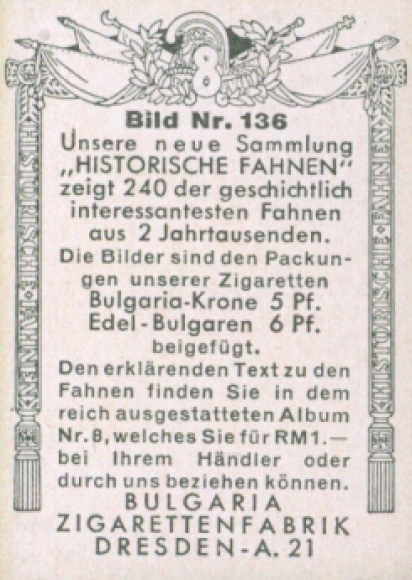 8
Bild Nr. 136
Unsere neue Sammlung
„HISTORISCHE FAHNEN“
zeigt 240 der geschichtlich
interessantesten Fahnen
aus 2 Jahrtausenden.
Die Bilder sind den Packun-
gen unserer Zigaretten
Bulgaria-Krone 5 Pf.
Edel-Bulgaren 6 Pf.
beigefügt.
Den erklärenden Text zu den
Fahnen finden Sie in dem
reich ausgestatteten Album
Nr. 8, welches Sie für RM1.—
bei Ihrem Händler oder
durch uns beziehen können.
BULGARIA
ZIGARETTENFABRIK
DRESDEN-A. 21
HISTORISCHE·FAHNEN
HISTORISCHE·FAHNEN